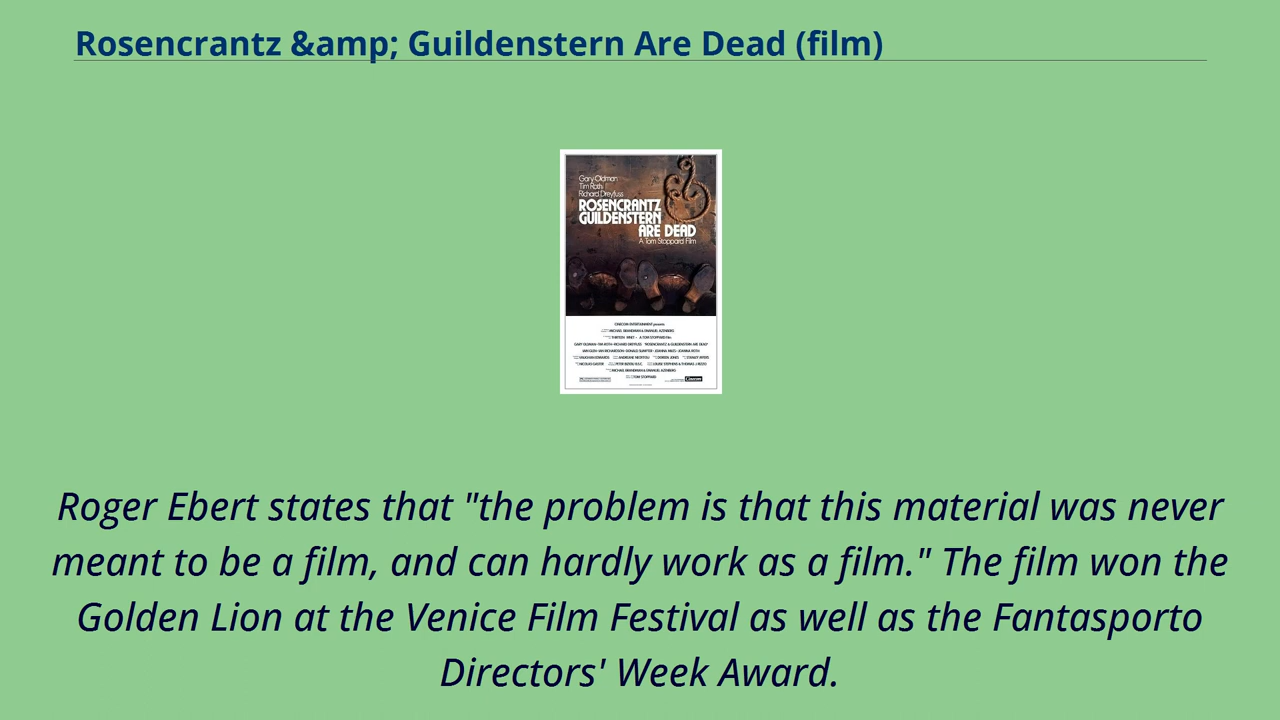 Rosencrantz &amp; Guildenstern Are Dead (film)
Gary Oldman
Tim Roth
Richard Dreyfuss
ROSENCRANTZ
GUILDENSTERN
ARE DEAD
A Tom Stoppard Film
Roger Ebert states that "the problem is that this material was never
meant to be a film, and can hardly work as a film." The film won the
Golden Lion at the Venice Film Festival as well as the Fantasporto
Directors' Week Award.